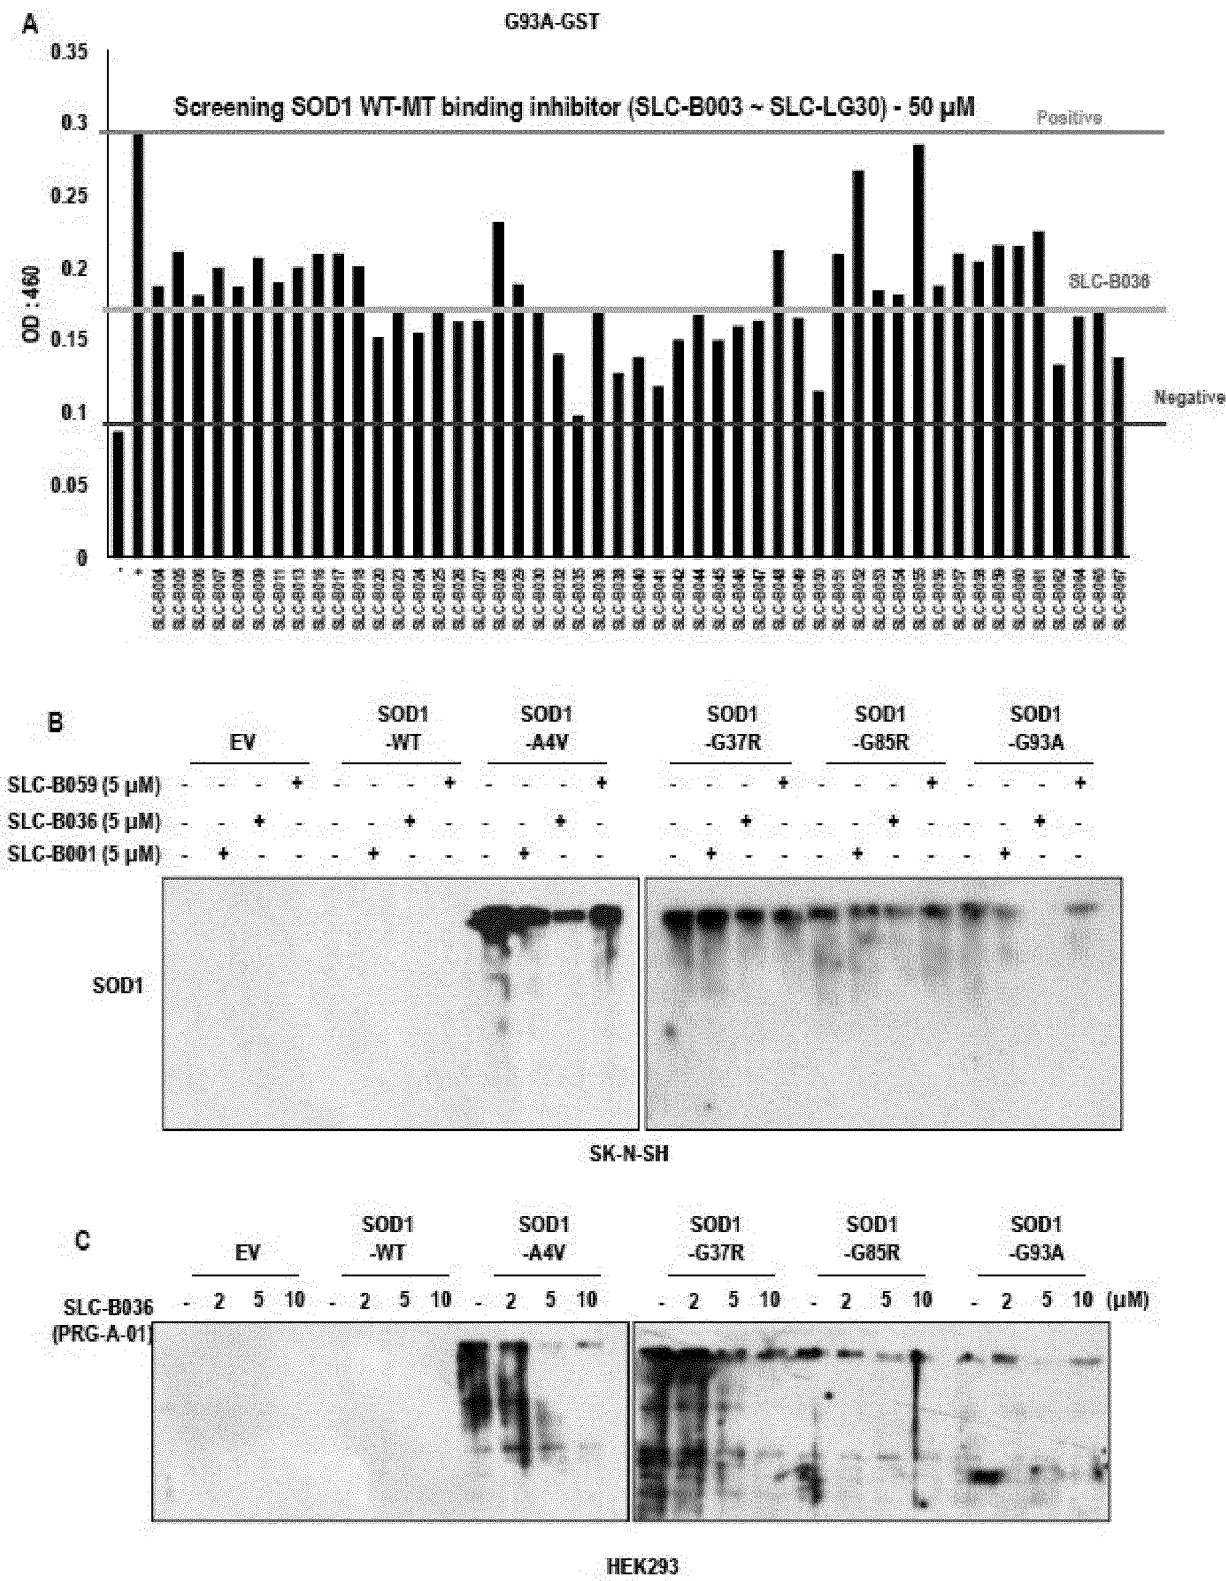 A
G93A-GST
0.35
Screening SOD1 WT-MT binding inhibitor (SLC-B003 ~ SLC-LG30) - 50 µM
0.3
Positive
0.25
0.2
SLC-B036
OD : 460
0.15
Negative
0.1
0.05
0
-
+
SLC-B004
SLC-B005
SLC-B006
SLC-B007
SLC-B008
SLC-B009
SLC-B011
SLC-B013
SLC-B016
SLC-B017
SLC-B018
SLC-B020
SLC-B023
SLC-B024
SLC-B025
SLC-B026
SLC-B027
SLC-B028
SLC-B029
SLC-B030
SLC-B032
SLC-B035
SLC-B036
SLC-B038
SLC-B040
SLC-B041
SLC-B042
SLC-B044
SLC-B045
SLC-B046
SLC-B047
SLC-B048
SLC-B049
SLC-B050
SLC-B051
SLC-B052
SLC-B053
SLC-B054
SLC-B055
SLC-B056
SLC-B057
SLC-B058
SLC-B059
SLC-B060
SLC-B061
SLC-B062
SLC-B064
SLC-B065
SLC-B067
B
EV
SOD1
-WT
SOD1
-A4V
SOD1
-G37R
SOD1
-G85R
SOD1
-G93A
SLC-B059 (5 µM) - - - + - - - + - - - + - - - + - - - + - - - +
SLC-B036 (5 µM) - - + - - - + - - - + - - - + - - - + - - - + -
SLC-B001 (5 µM) - + - - - + - - - + - - - + - - - + - - - + - -
SOD1
SK-N-SH
C
EV
SOD1
-WT
SOD1
-A4V
SOD1
-G37R
SOD1
-G85R
SOD1
-G93A
SLC-B036 - 2 5 10 - 2 5 10 - 2 5 10 - 2 5 10 - 2 5 10 - 2 5 10 (µM)
(PRG-A-01)
HEK293